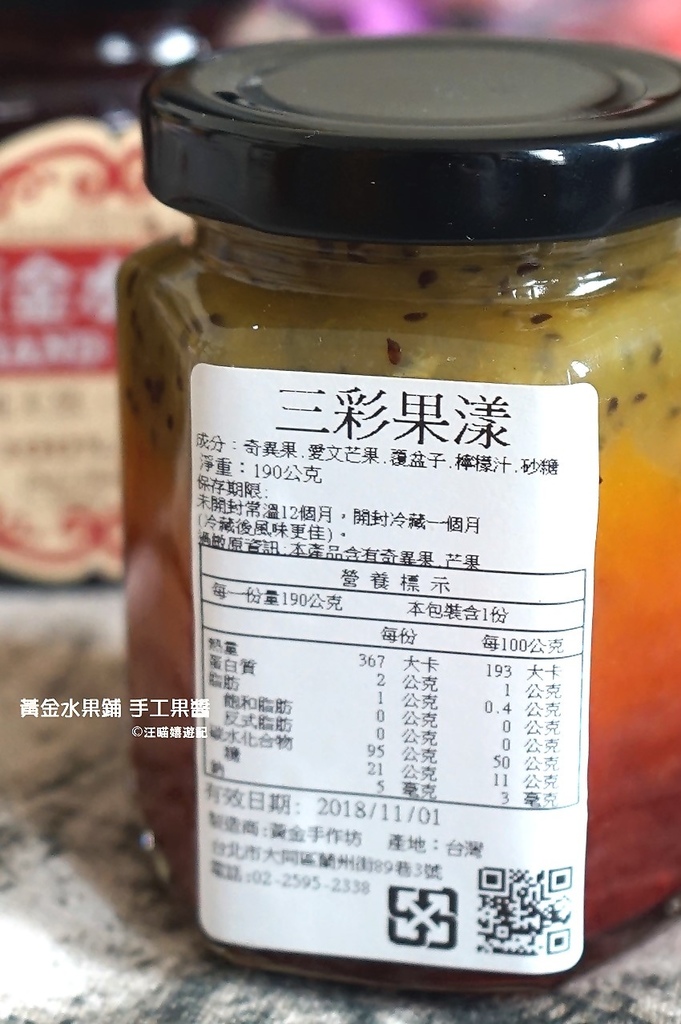 三彩果漾
成分：奇異果.愛文芒果.覆盆子.檸檬汁.砂糖
淨重：190公克
保存期限:
未開封常溫12個月，開封冷藏一個月
(冷藏後風味更佳)。
過敏原資訊:本產品含有奇異果.芒果
營養標示
每一份量190公克 本包裝含1份
每份 每100公克
熱量 367 大卡 193 大卡
蛋白質 2 公克 1 公克
脂肪 1 公克 0.4 公克
飽和脂肪 0 公克 0 公克
反式脂肪 0 公克 0 公克
碳水化合物 95 公克 50 公克
糖 21 公克 11 公克
鈉 5 毫克 3 毫克
有效日期: 2018/11/01
製造商:黃金手作坊 產地：台灣
台北市大同區蘭州街89巷3號
電話:02-2595-2338
黃金水果鋪 手工果醬
©汪喵嬉遊記